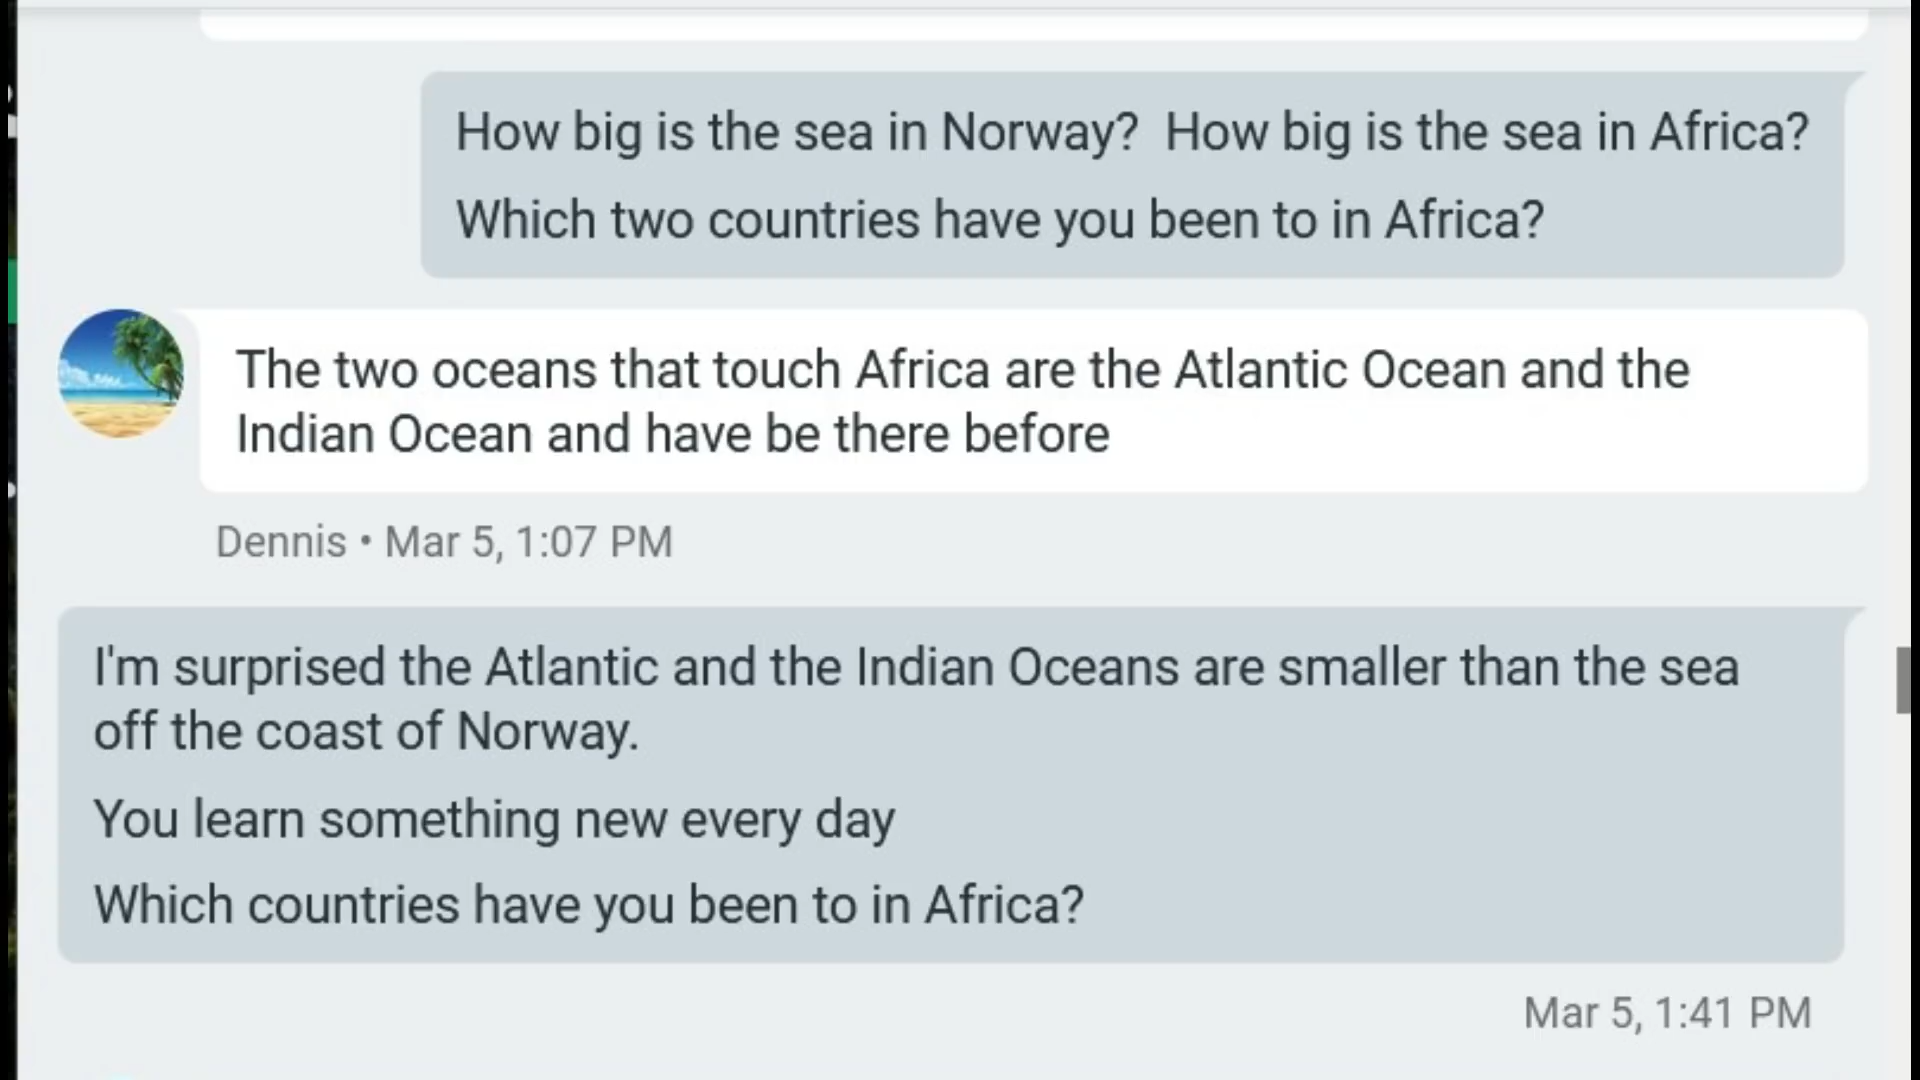 How big is the sea in Norway?  How big is the sea in Africa?
Which two countries have you been to in Africa?
The two oceans that touch Africa are the Atlantic Ocean and the
Indian Ocean and have be there before
Dennis • Mar 5, 1:07 PM
I'm surprised the Atlantic and the Indian Oceans are smaller than the sea
off the coast of Norway.
You learn something new every day
Which countries have you been to in Africa?
Mar 5, 1:41 PM